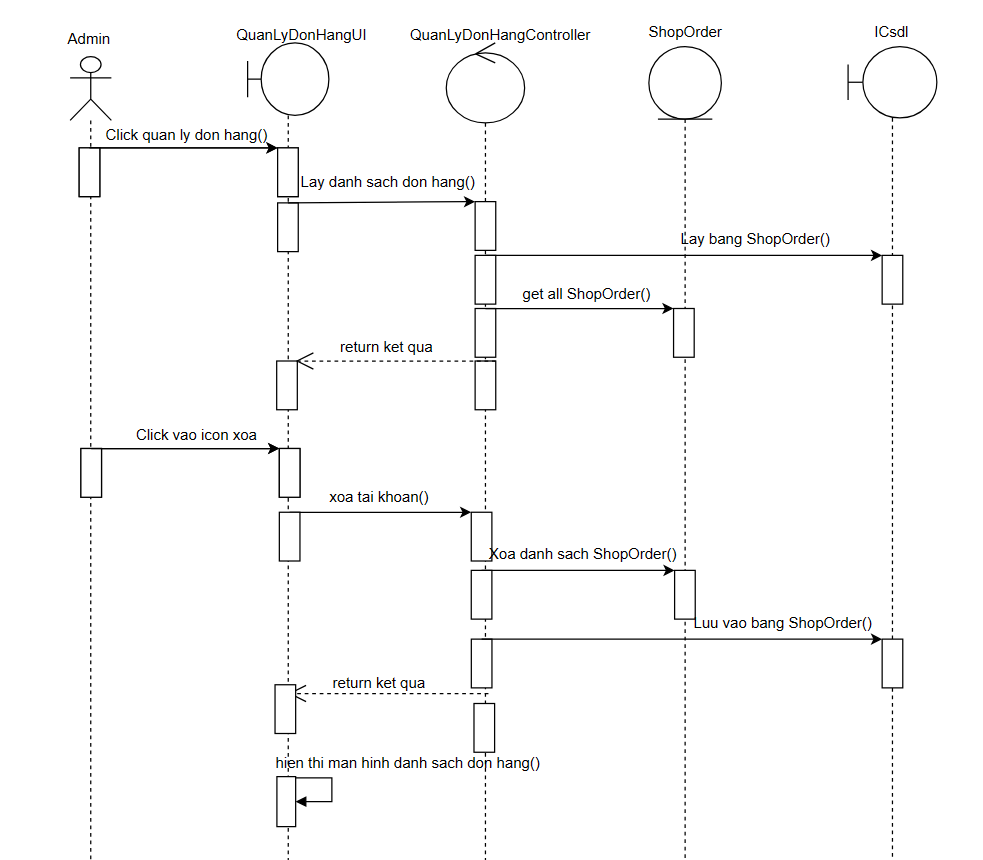 Admin
QuanLyDonHangUI
QuanLyDonHangController
ShopOrder
ICsdl
Click quan ly don hang()
Lay danh sach don hang()
Lay bang ShopOrder()
get all ShopOrder()
return ket qua
Click vao icon xoa
xoa tai khoan()
Xoa danh sach ShopOrder()
Luu vao bang ShopOrder()
return ket qua
hien thi man hinh danh sach don hang()